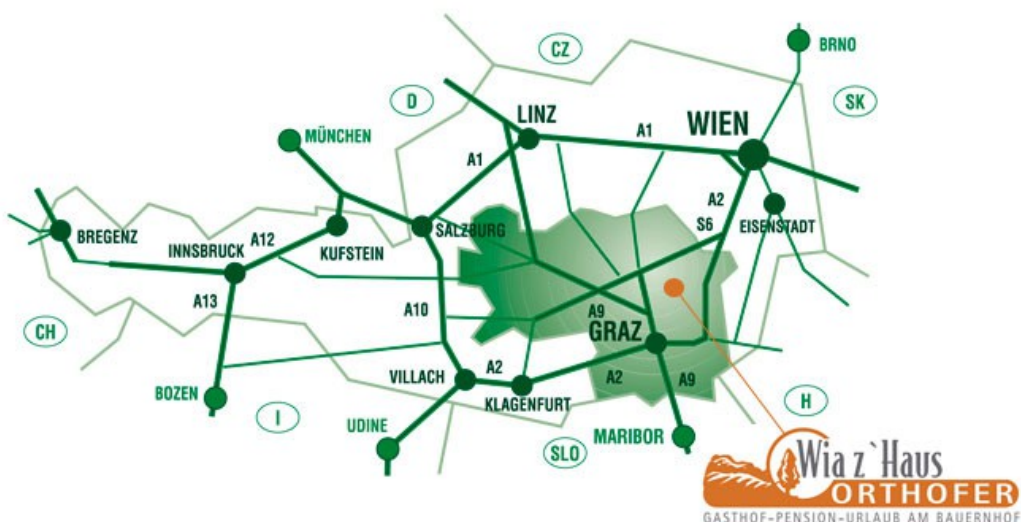 CZ
BRNO
D
SK
LINZ
WIEN
MÜNCHEN
A1
A1
A2
S6
BREGENZ
INNSBRUCK
A12
KUFSTEIN
SALZBURG
EISENSTADT
A13
A10
A9
GRAZ
CH
VILLACH
A2
KLAGENFURT
A2
A9
BOZEN
I
UDINE
SLO
MARIBOR
H
Wia z`Haus
ORTHOFER
GASTHOF-PENSION-URLAUB AM BAUERNHOF